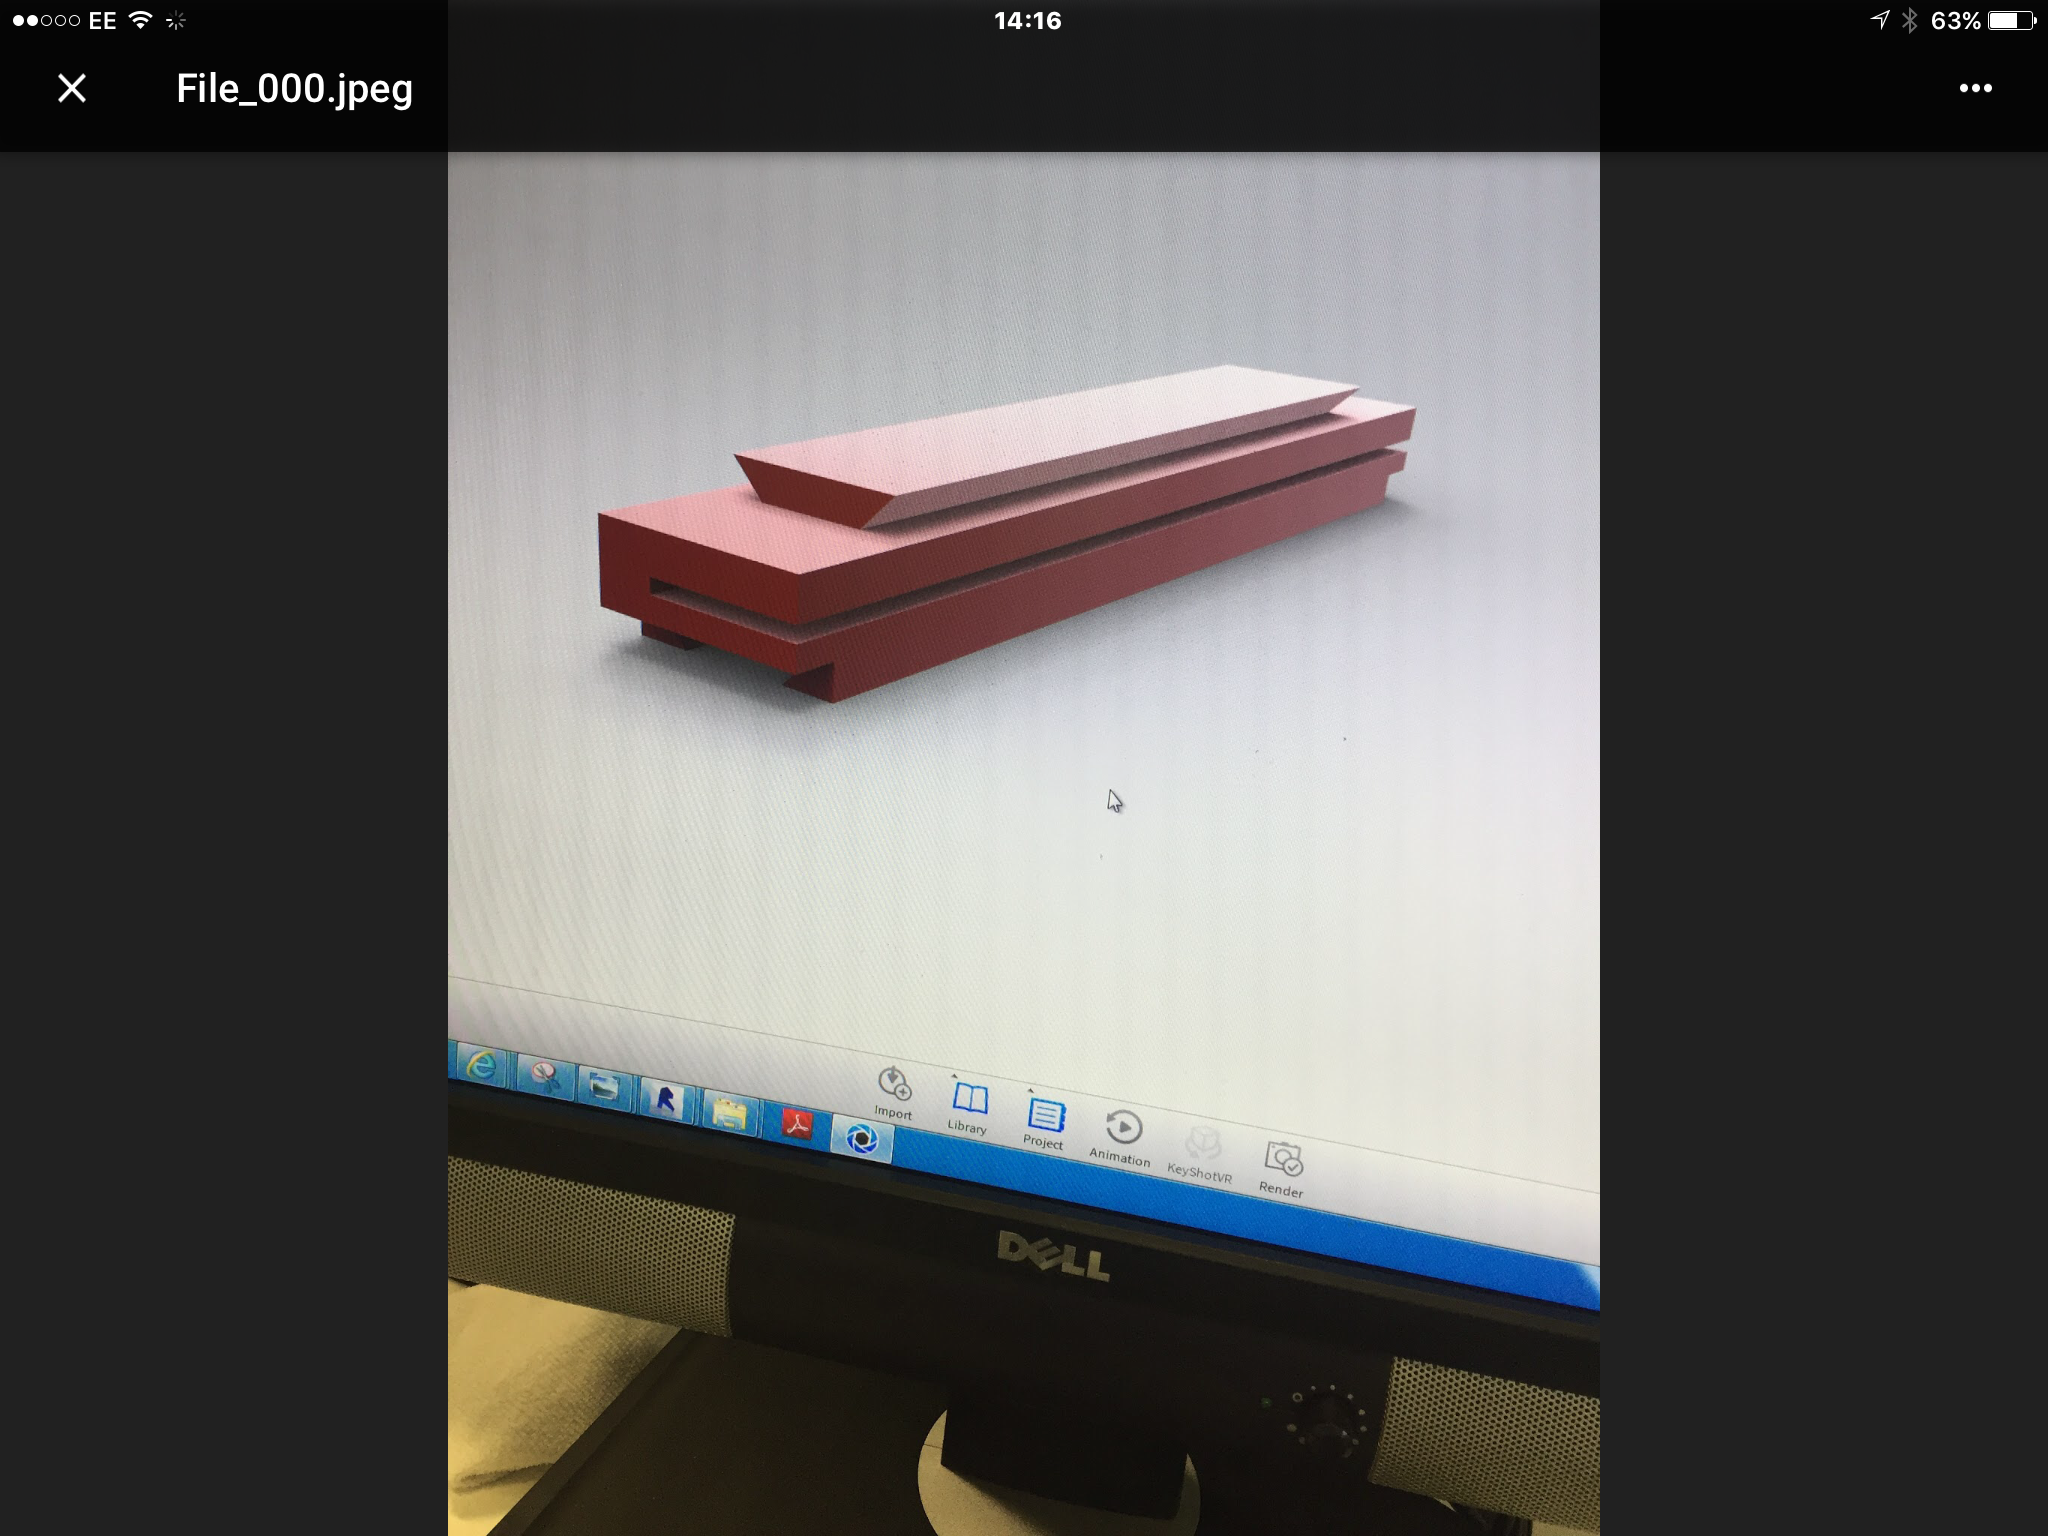 EE
14:16
63%
File_000.jpeg
Import
Library
Project
Animation
KeyShotVR
Render
DELL